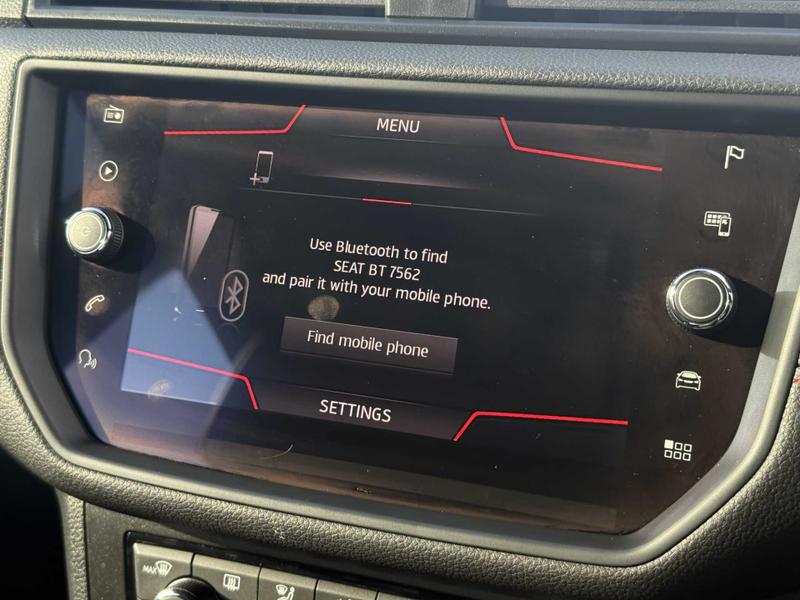 MENU
Use Bluetooth to find
SEAT BT 7562
and pair it with your mobile phone.
Find mobile phone
SETTINGS
MAX